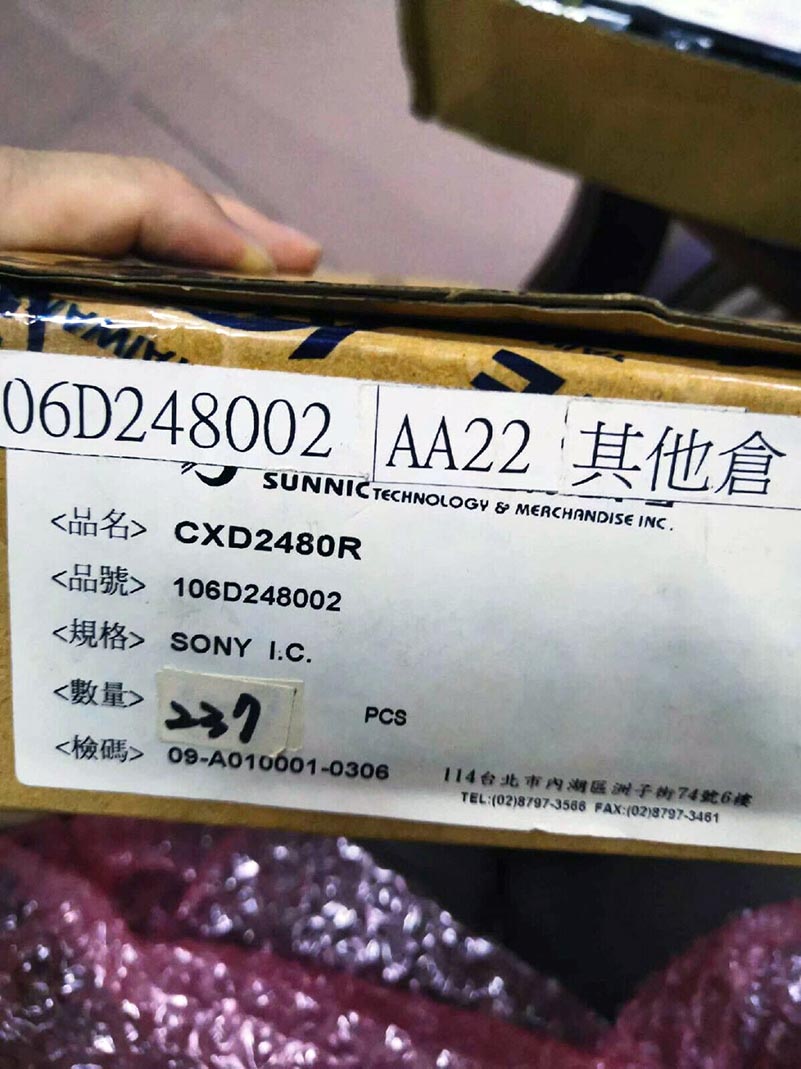 TAIWAN
06D248002 AA22 其他倉
SUNNIC TECHNOLOGY & MERCHANDISE INC.
<品名> CXD2480R
<品號> 106D248002
<規格> SONY I.C.
<數量> 237 PCS
<檢碼> 09-A010001-0306
114台北市內湖區洲子街74號6樓
TEL:(02)8797-3566 FAX:(02)8797-3461